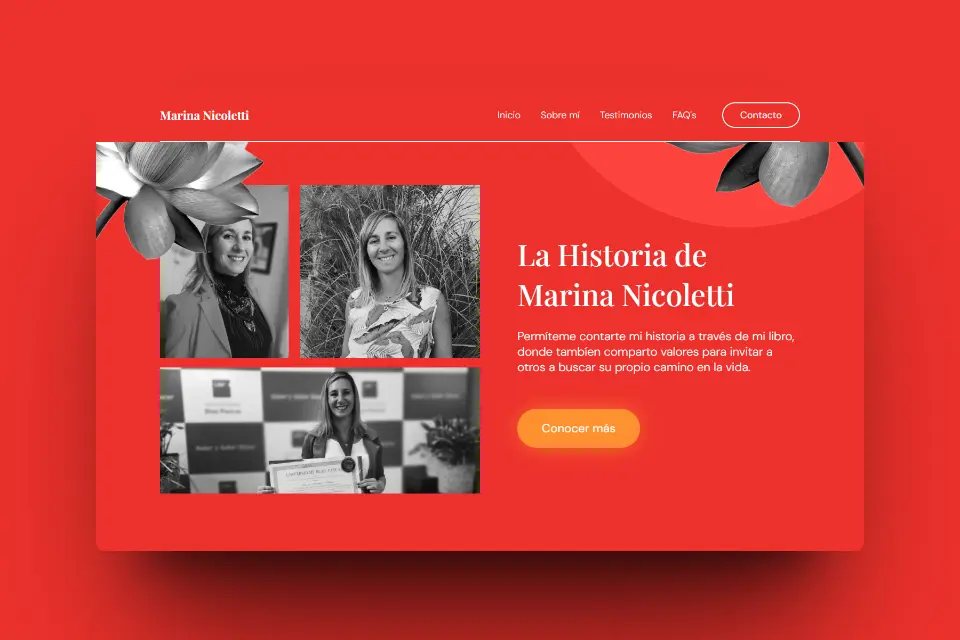 Marina Nicoletti
Inicio
Sobre mí
Testimonios
FAQ's
Contacto
La Historia de
Marina Nicoletti
Permíteme contarte mi historia a través de mi libro,
donde tambíen comparto valores para invitar a
otros a buscar su propio camino en la vida.
Conocer más